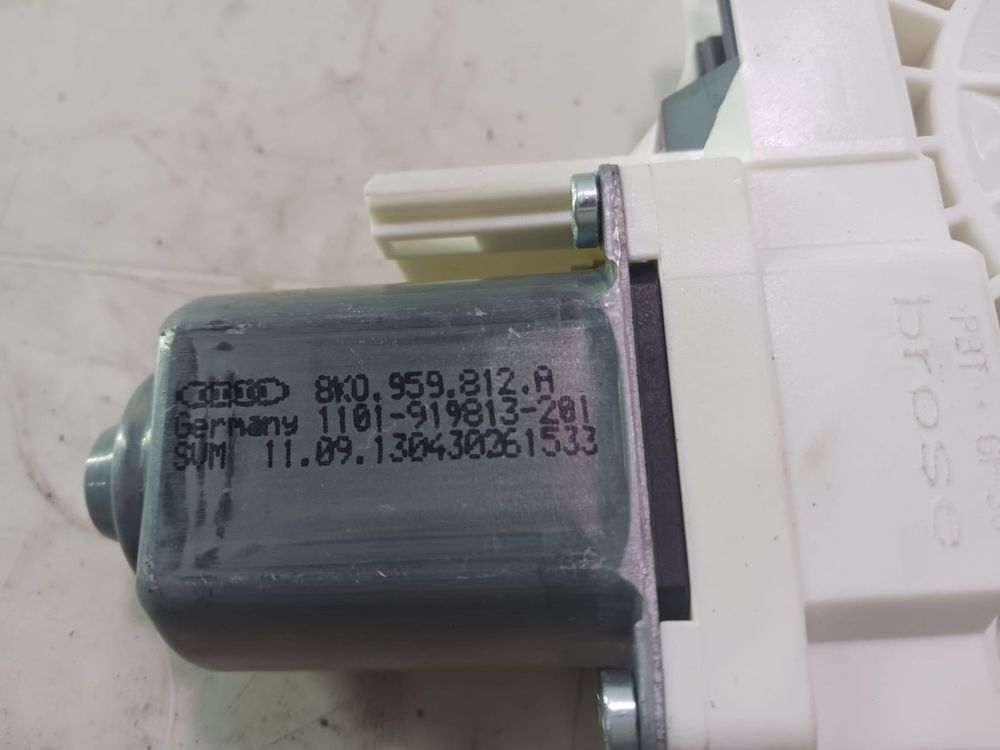 8K0.959.812.A
Germany 1101-919813-201
SVM 11.09.130430261533
PBT
brose